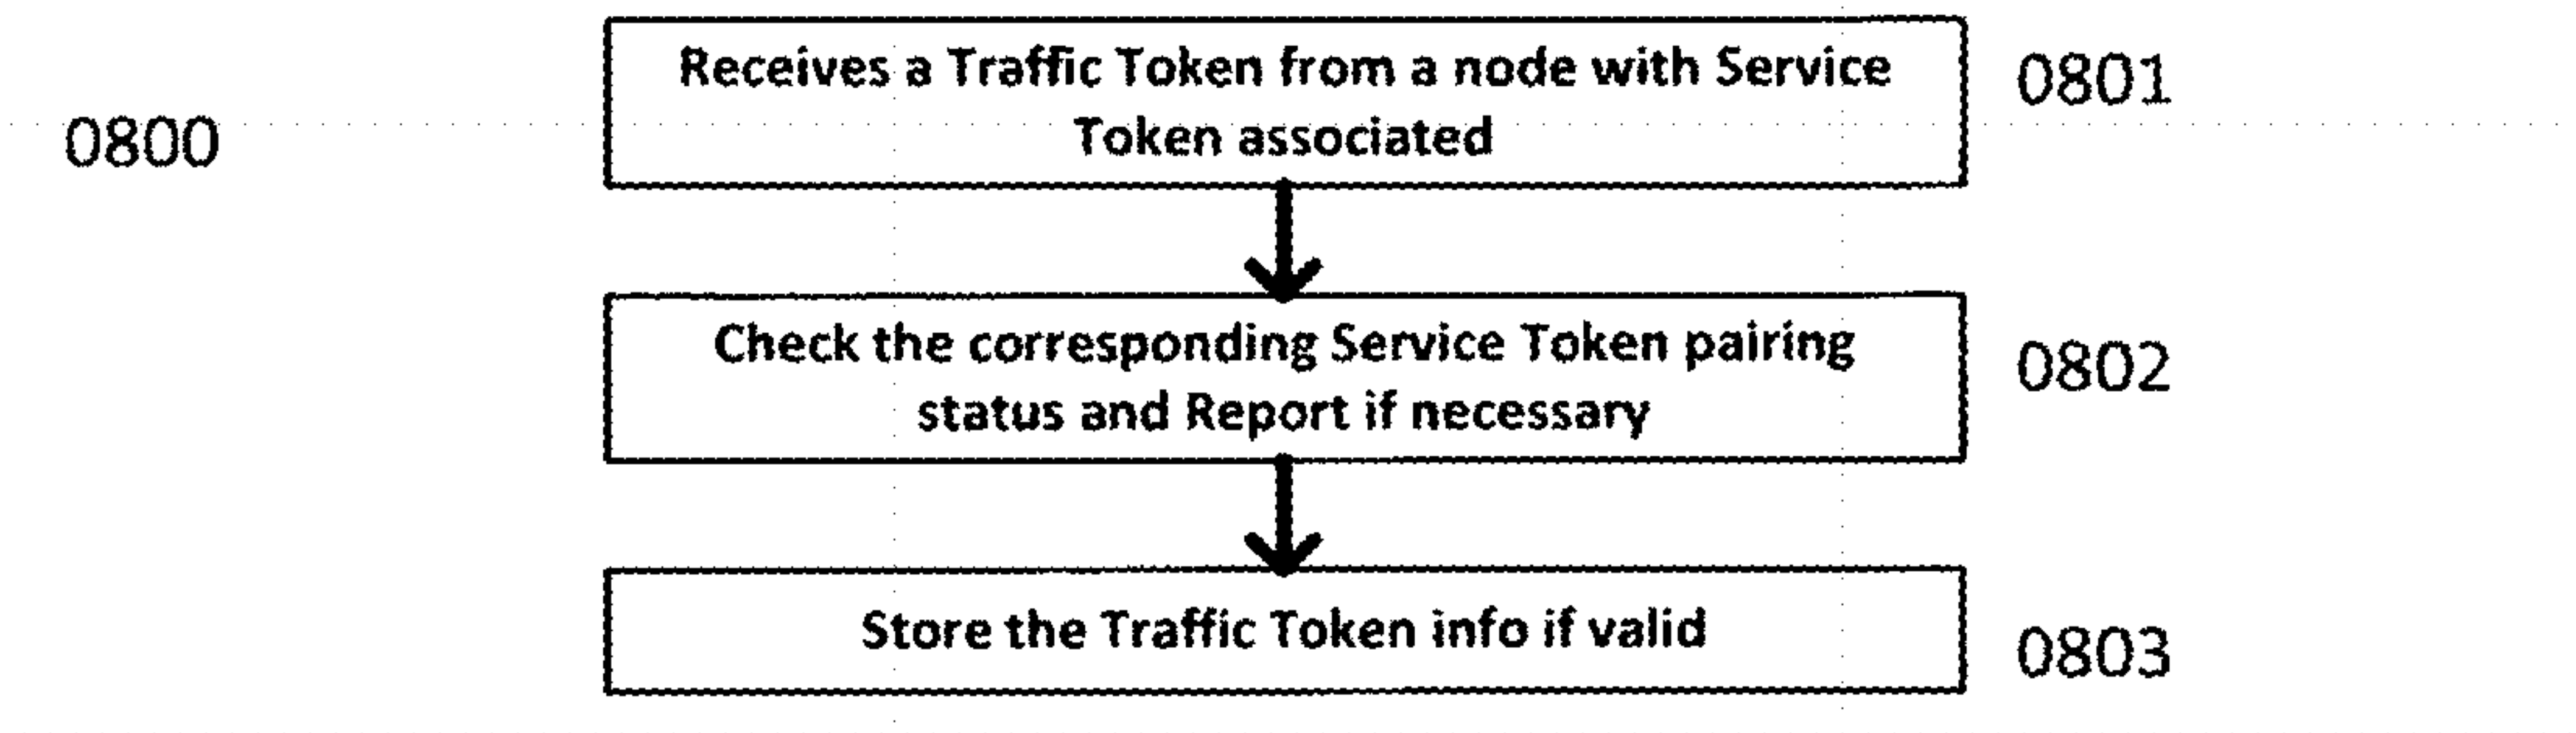 Receives a Traffic Token from a node with Service
Token associated
0801
0800
Check the corresponding Service Token pairing
status and Report if necessary
0802
Store the Traffic Token info if valid
0803